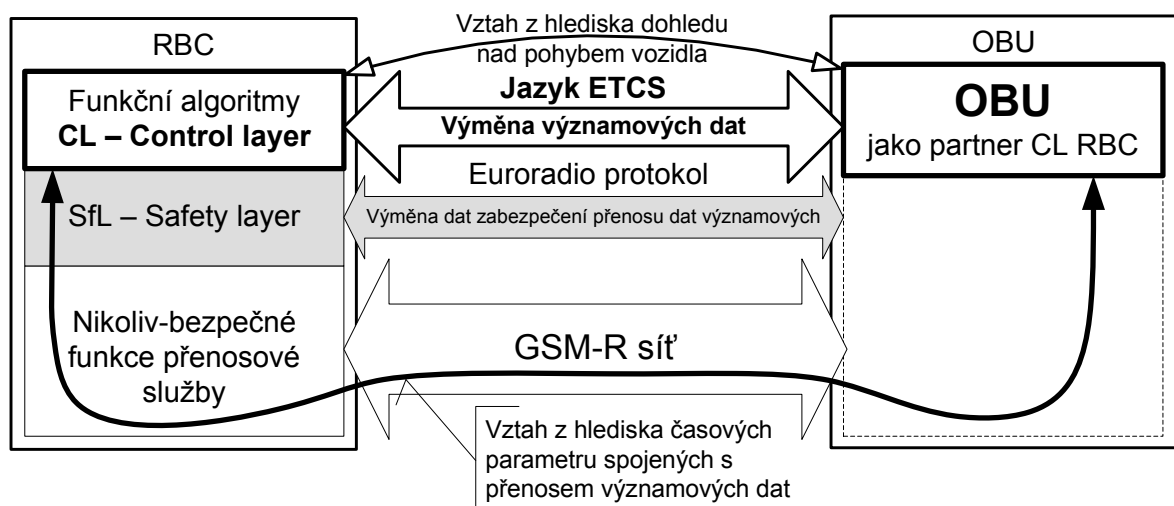 RBC
Funkční algoritmy
CL – Control layer
SfL – Safety layer
Nikoliv-bezpečné
funkce přenosové
služby
Vztah z hlediska dohledu
nad pohybem vozidla
Jazyk ETCS
Výměna významových dat
Euroradio protokol
Výměna dat zabezpečení přenosu dat významových
GSM-R síť
Vztah z hlediska časových
parametru spojených s
přenosem významových dat
OBU
OBU
jako partner CL RBC